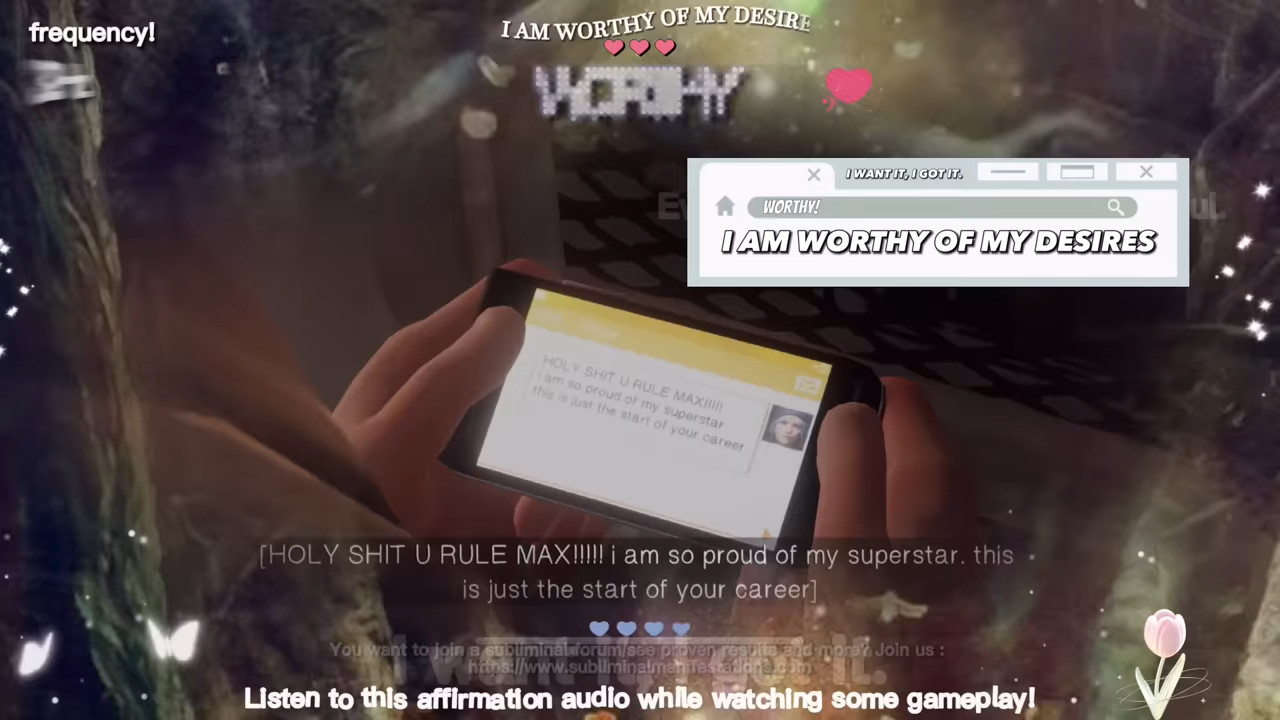 frequency!
I AM WORTHY OF MY DESIRE
WORTHY
I WANT IT, I GOT IT.
WORTHY!
I AM WORTHY OF MY DESIRES
HOLY SHIT U RULE MAX!!!!!
i am so proud of my superstar
this is just the start of your career
[HOLY SHIT U RULE MAX!!!!! i am so proud of my superstar. this
is just the start of your career]
You want to join a subliminal forum/see proven results and more? Join us :
https://www.subliminalmanifestations.com
Listen to this affirmation audio while watching some gameplay!